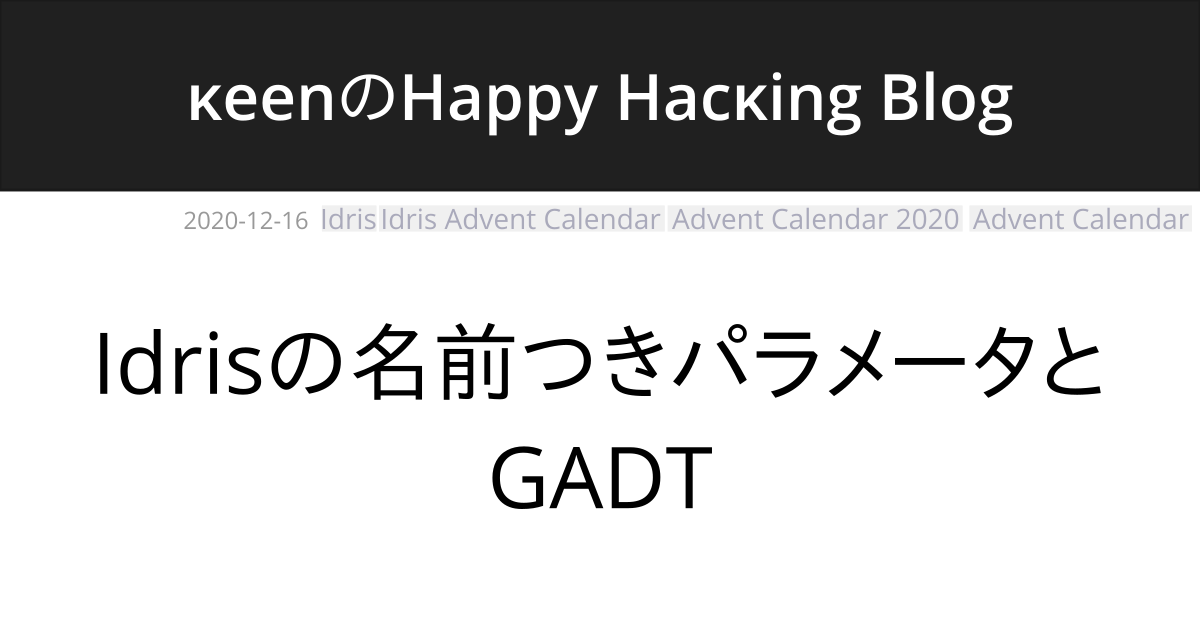 κeenのHappy Hacκing Blog
2020-12-16 Idris Idris Advent Calendar Advent Calendar 2020 Advent Calendar
Idrisの名前つきパラメータと
GADT